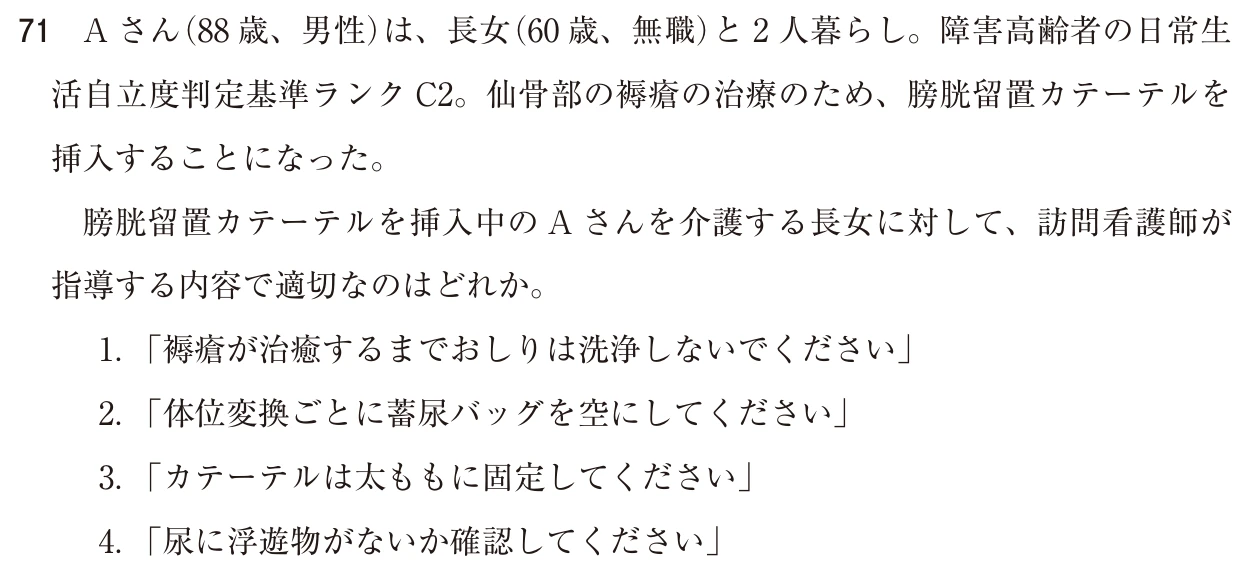 71 Aさん(88歳、男性)は、長女(60歳、無職)と2人暮らし。障害高齢者の日常生
活自立度判定基準ランクC2。仙骨部の褥瘡の治療のため、膀胱留置カテーテルを
挿入することになった。
膀胱留置カテーテルを挿入中のAさんを介護する長女に対して、訪問看護師が
指導する内容で適切なのはどれか。
1. 「褥瘡が治癒するまでおしりは洗浄しないでください」
2. 「体位変換ごとに蓄尿バッグを空にしてください」
3. 「カテーテルは太ももに固定してください」
4. 「尿に浮遊物がないか確認してください」